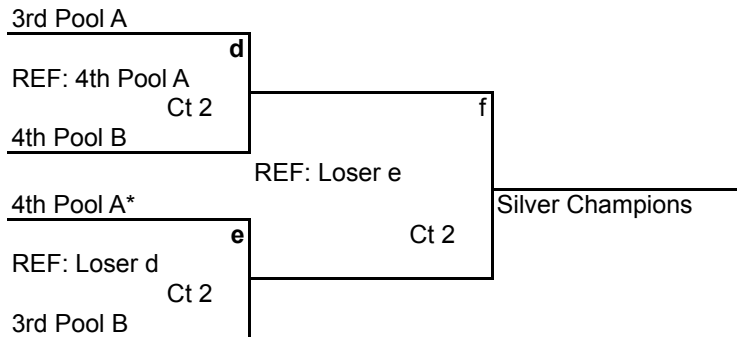 3rd Pool A
d
REF: 4th Pool A
Ct 2
f
4th Pool B
REF: Loser e
4th Pool A*
Silver Champions
e
Ct 2
REF: Loser d
Ct 2
3rd Pool B